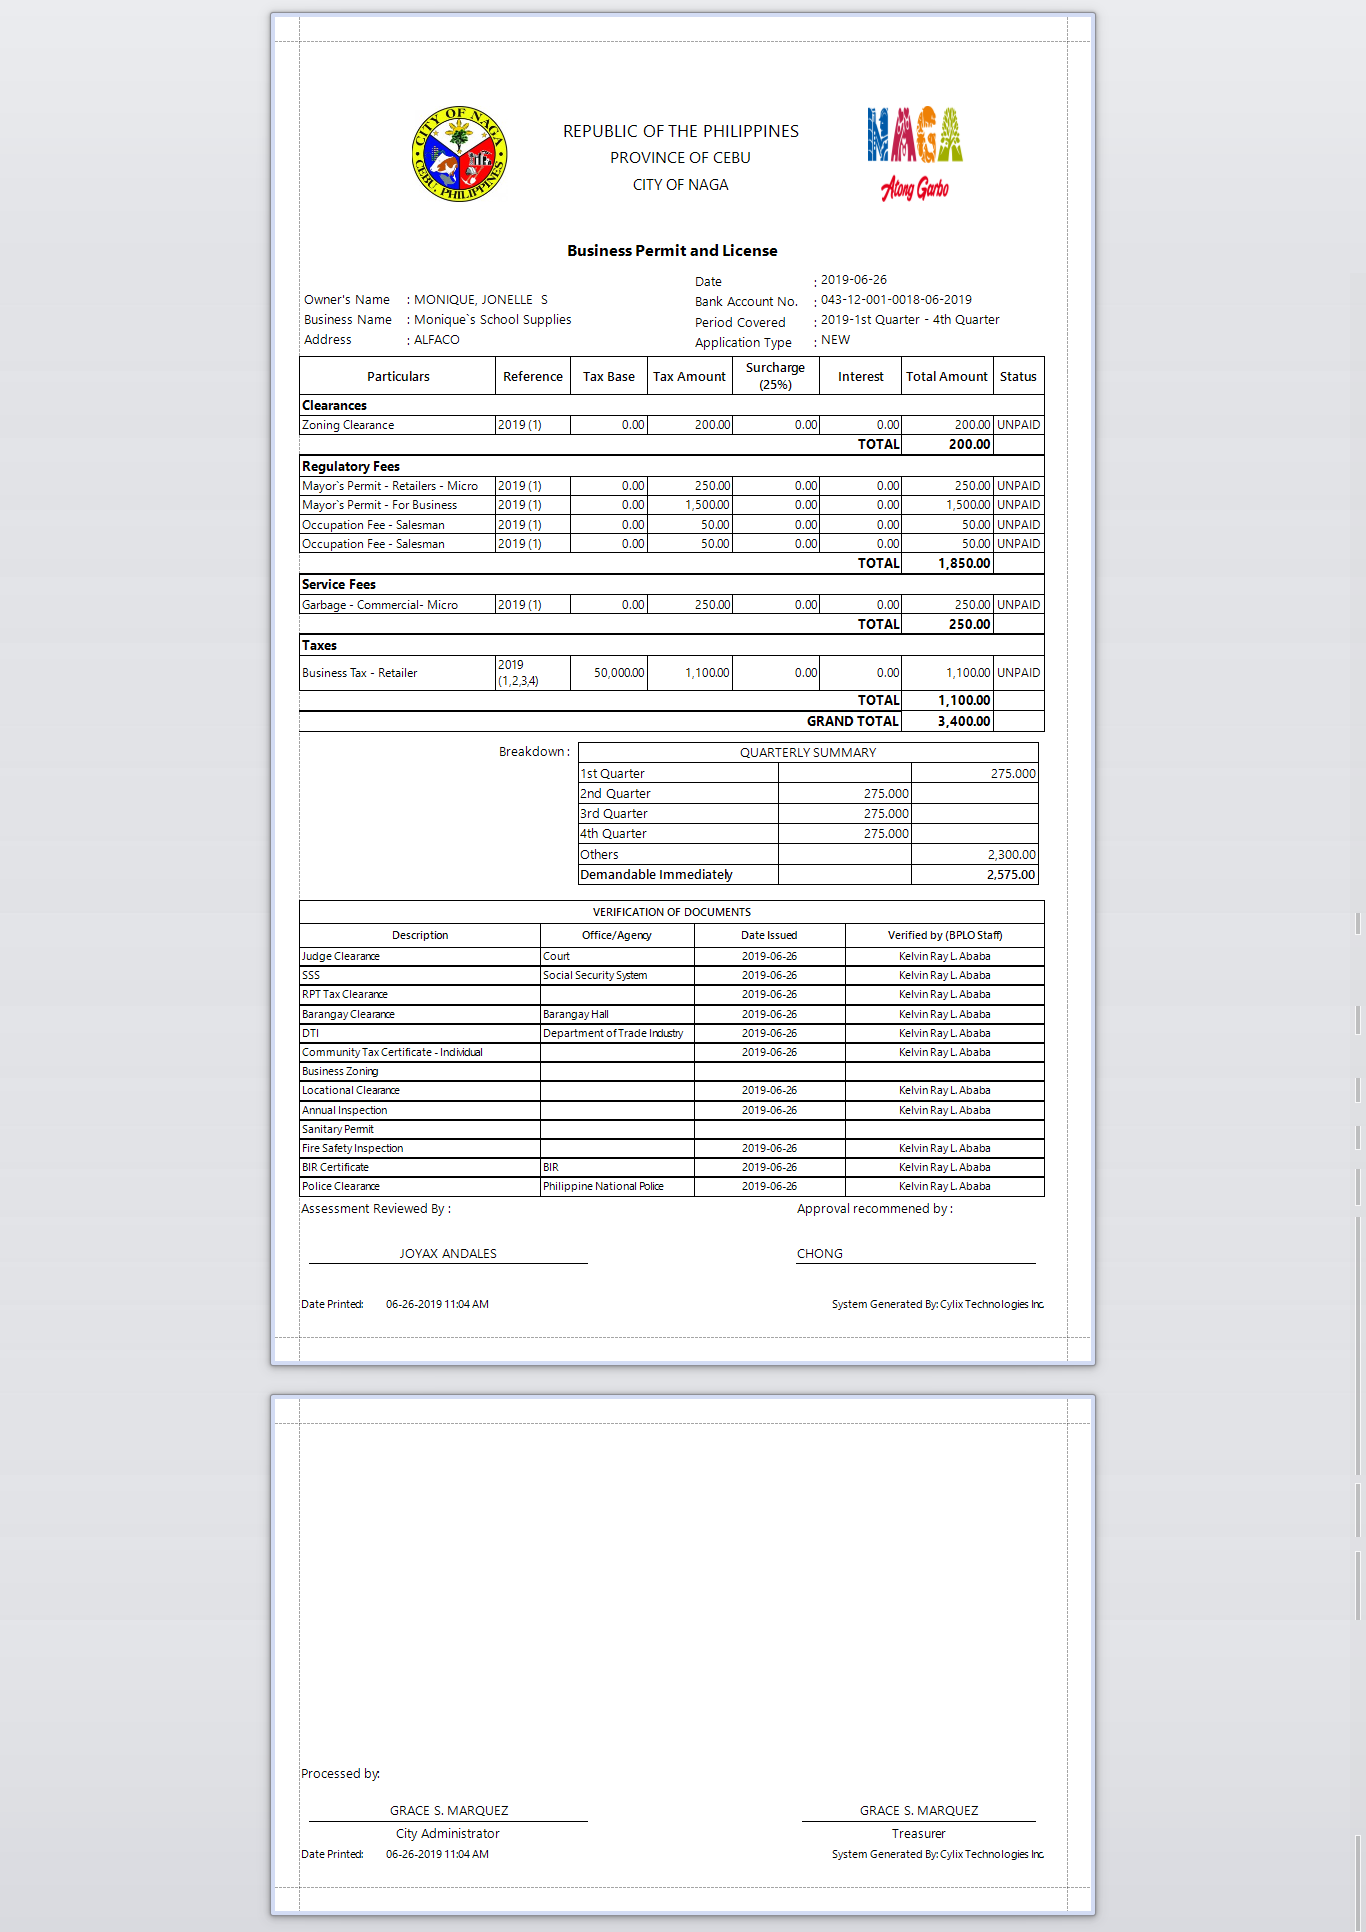 CITY OF NAGA
CEBU, PHILIPPINES
REPUBLIC OF THE PHILIPPINES
PROVINCE OF CEBU
CITY OF NAGA
NAGA
Atong Garbo
Business Permit and License
Date : 2019-06-26
Owner's Name : MONIQUE, JONELLE S Bank Account No. : 043-12-001-0018-06-2019
Business Name : Monique`s School Supplies Period Covered : 2019-1st Quarter - 4th Quarter
Address : ALFACO Application Type : NEW
Particulars Reference Tax Base Tax Amount Surcharge (25%) Interest Total Amount Status
Clearances
Zoning Clearance 2019 (1) 0.00 200.00 0.00 0.00 200.00 UNPAID
TOTAL 200.00
Regulatory Fees
Mayor`s Permit - Retailers - Micro 2019 (1) 0.00 250.00 0.00 0.00 250.00 UNPAID
Mayor`s Permit - For Business 2019 (1) 0.00 1,500.00 0.00 0.00 1,500.00 UNPAID
Occupation Fee - Salesman 2019 (1) 0.00 50.00 0.00 0.00 50.00 UNPAID
Occupation Fee - Salesman 2019 (1) 0.00 50.00 0.00 0.00 50.00 UNPAID
TOTAL 1,850.00
Service Fees
Garbage - Commercial- Micro 2019 (1) 0.00 250.00 0.00 0.00 250.00 UNPAID
TOTAL 250.00
Taxes
Business Tax - Retailer 2019 (1,2,3,4) 50,000.00 1,100.00 0.00 0.00 1,100.00 UNPAID
TOTAL 1,100.00
GRAND TOTAL 3,400.00
Breakdown : QUARTERLY SUMMARY
1st Quarter 275.000
2nd Quarter 275.000
3rd Quarter 275.000
4th Quarter 275.000
Others 2,300.00
Demandable Immediately 2,575.00
VERIFICATION OF DOCUMENTS
Description Office/Agency Date Issued Verified by (BPLO Staff)
Judge Clearance Court 2019-06-26 Kelvin Ray L. Ababa
SSS Social Security System 2019-06-26 Kelvin Ray L. Ababa
RPT Tax Clearance 2019-06-26 Kelvin Ray L. Ababa
Barangay Clearance Barangay Hall 2019-06-26 Kelvin Ray L. Ababa
DTI Department of Trade Industry 2019-06-26 Kelvin Ray L. Ababa
Community Tax Certificate - Individual 2019-06-26 Kelvin Ray L. Ababa
Business Zoning
Locational Clearance 2019-06-26 Kelvin Ray L. Ababa
Annual Inspection 2019-06-26 Kelvin Ray L. Ababa
Sanitary Permit
Fire Safety Inspection 2019-06-26 Kelvin Ray L. Ababa
BIR Certificate BIR 2019-06-26 Kelvin Ray L. Ababa
Police Clearance Philippine National Police 2019-06-26 Kelvin Ray L. Ababa
Assessment Reviewed By : Approval recommened by :
JOYAX ANDALES CHONG
Date Printed: 06-26-2019 11:04 AM System Generated By: Cylix Technologies Inc.
Processed by:
GRACE S. MARQUEZ GRACE S. MARQUEZ
City Administrator Treasurer
Date Printed: 06-26-2019 11:04 AM System Generated By: Cylix Technologies Inc.